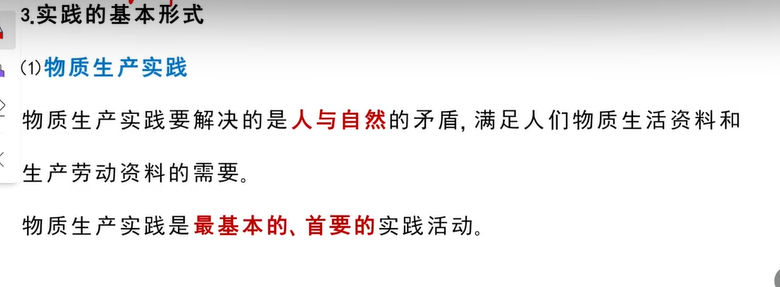 3.实践的基本形式
(1)物质生产实践
物质生产实践要解决的是人与自然的矛盾,满足人们物质生活资料和
生产劳动资料的需要。
物质生产实践是最基本的、首要的实践活动。